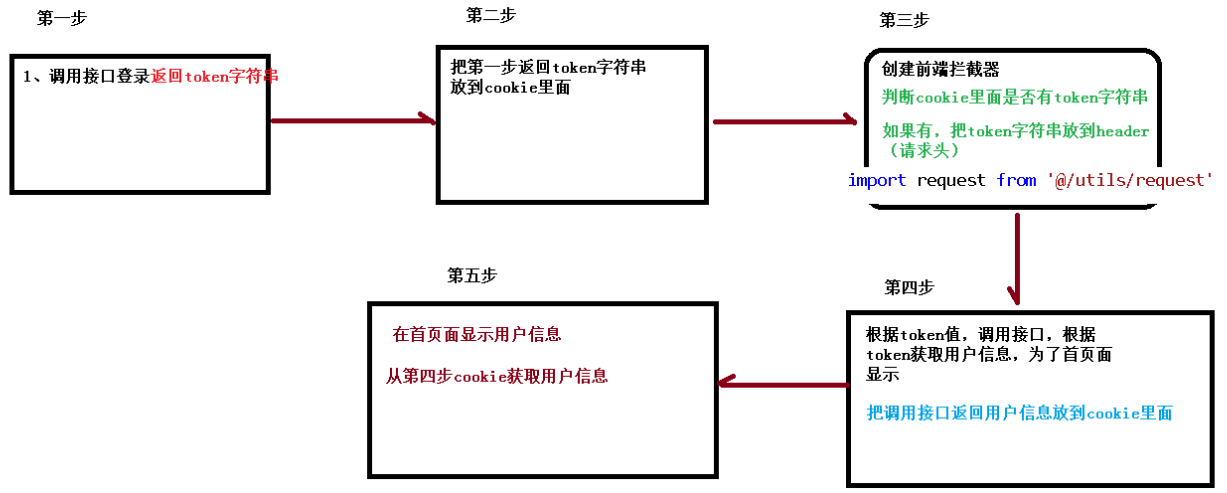 第一步
1、调用接口登录返回token字符串
第二步
把第一步返回token字符串
放到cookie里面
第三步
创建前端拦截器
判断cookie里面是否有token字符串
如果有，把token字符串放到header
（请求头）
import request from '@/utils/request'
第四步
根据token值，调用接口，根据
token获取用户信息，为了首页面
显示
把调用接口返回用户信息放到cookie里面
第五步
在首页面显示用户信息
从第四步cookie获取用户信息